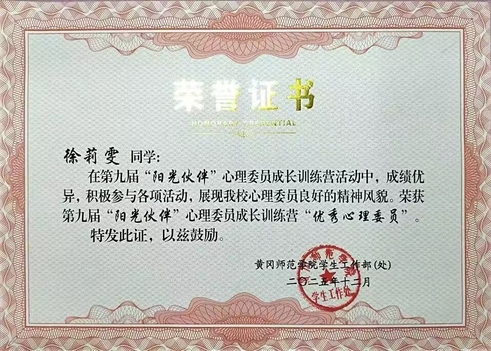 荣誉证书
HONORARY CREDENTIAL
徐莉雯 同学：
在第九届“阳光伙伴”心理委员成长训练营活动中，成绩优
异，积极参与各项活动，展现我校心理委员良好的精神风貌。荣获
第九届“阳光伙伴”心理委员成长训练营“优秀心理委员”。
特发此证，以兹鼓励。
黄冈师范学院学生工作部(处)
二〇二五年十二月
学生工作处